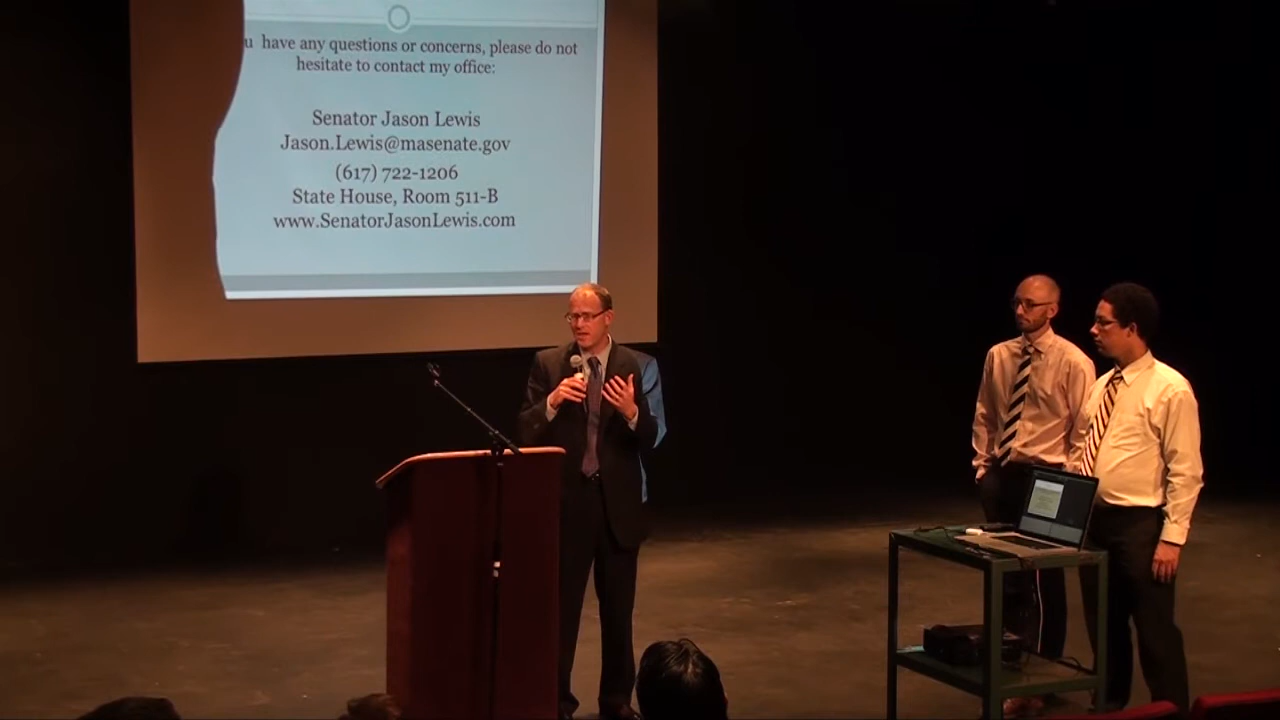 u have any questions or concerns, please do not
hesitate to contact my office:
Senator Jason Lewis
Jason.Lewis@masenate.gov
(617) 722-1206
State House, Room 511-B
www.SenatorJasonLewis.com